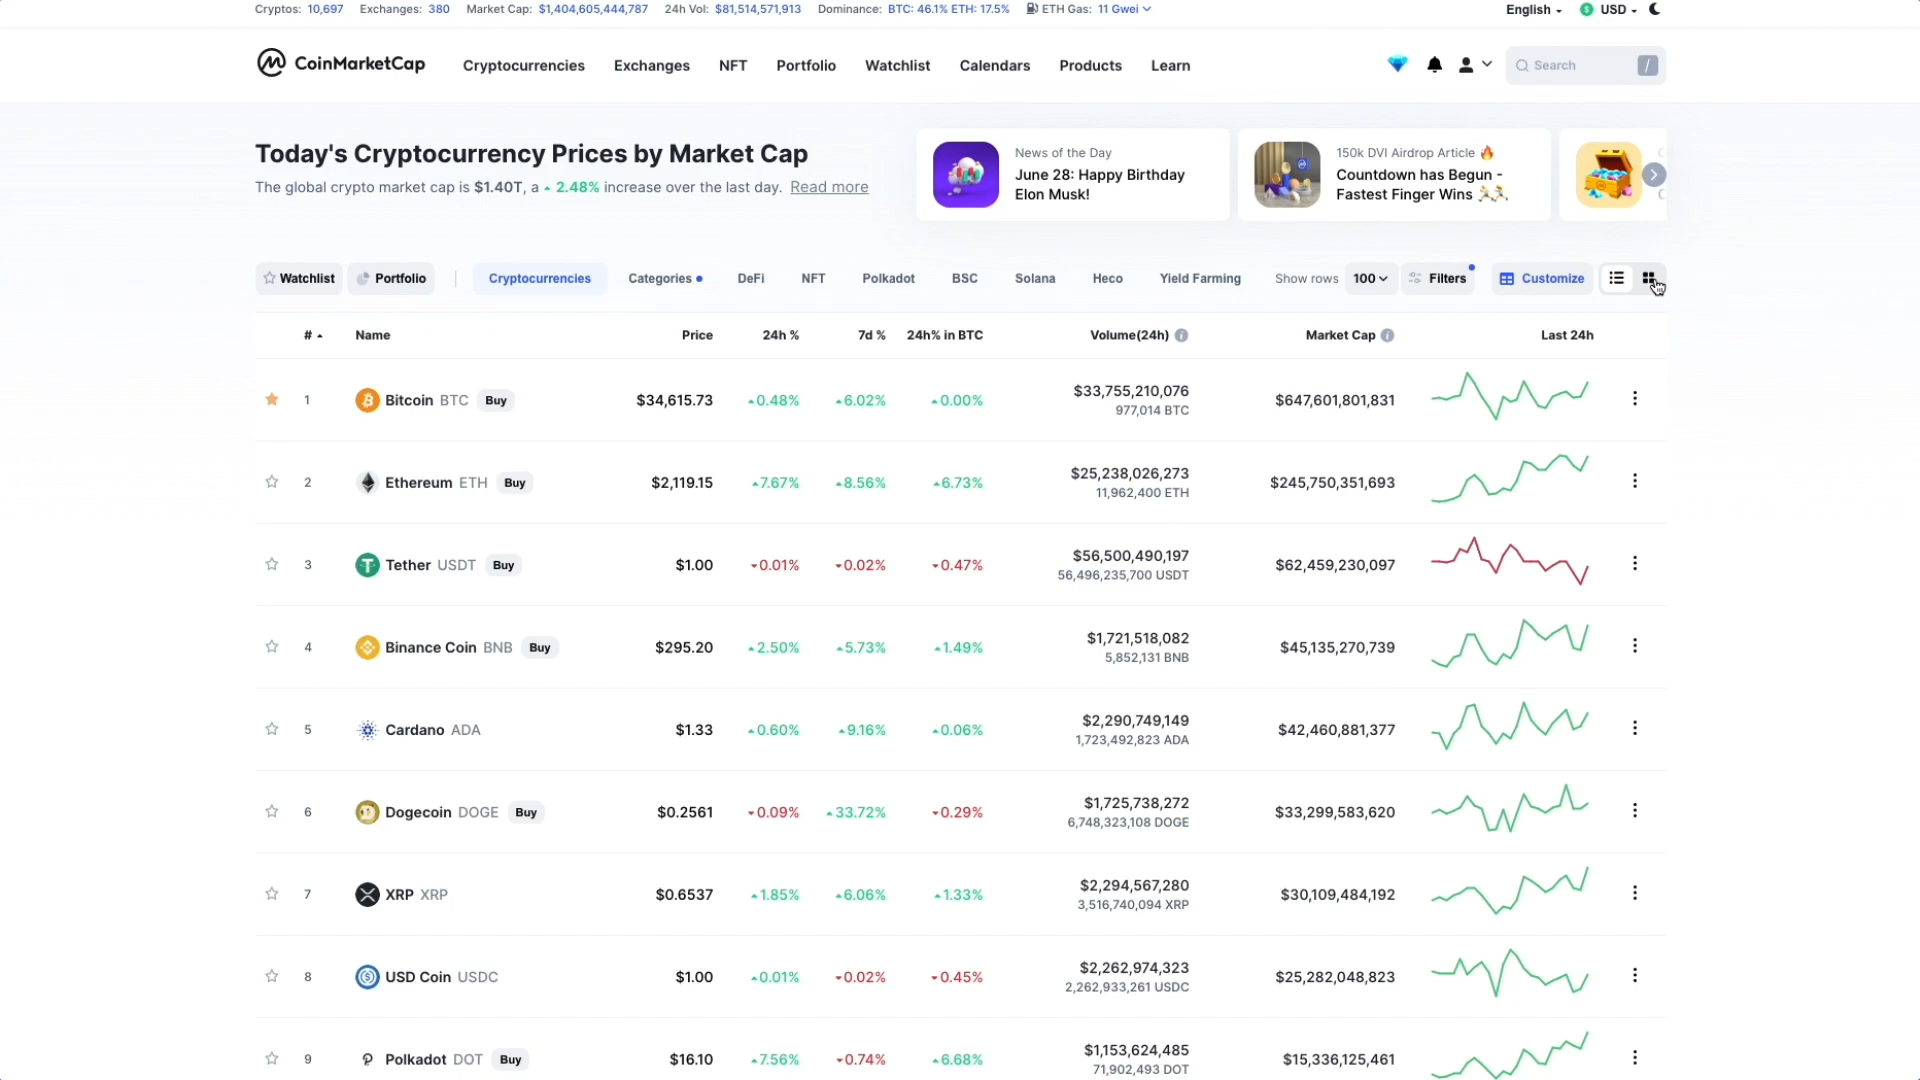 Cryptos: 10,697 Exchanges: 380 Market Cap: $1,404,605,444,787 24h Vol: $81,514,571,913 Dominance: BTC: 46.1% ETH: 17.5% ETH Gas: 11 Gwei English USD
CoinMarketCap Cryptocurrencies Exchanges NFT Portfolio Watchlist Calendars Products Learn Search /
Today's Cryptocurrency Prices by Market Cap
The global crypto market cap is $1.40T, a 2.48% increase over the last day. Read more
News of the Day
June 28: Happy Birthday
Elon Musk!
150k DVI Airdrop Article 🔥
Countdown has Begun -
Fastest Finger Wins
Watchlist Portfolio Cryptocurrencies Categories DeFi NFT Polkadot BSC Solana Heco Yield Farming Show rows 100 Filters Customize
# Name Price 24h % 7d % 24h% in BTC Volume(24h) Market Cap Last 24h
1 Bitcoin BTC Buy $34,615.73 0.48% 6.02% 0.00% $33,755,210,076 $647,601,801,831
977,014 BTC
2 Ethereum ETH Buy $2,119.15 7.67% 8.56% 6.73% $25,238,026,273 $245,750,351,693
11,962,400 ETH
3 Tether USDT Buy $1.00 0.01% 0.02% 0.47% $56,500,490,197 $62,459,230,097
56,496,235,700 USDT
4 Binance Coin BNB Buy $295.20 2.50% 5.73% 1.49% $1,721,518,082 $45,135,270,739
5,852,131 BNB
5 Cardano ADA $1.33 0.60% 9.16% 0.06% $2,290,749,149 $42,460,881,377
1,723,492,823 ADA
6 Dogecoin DOGE Buy $0.2561 0.09% 33.72% 0.29% $1,725,738,272 $33,299,583,620
6,748,323,108 DOGE
7 XRP XRP $0.6537 1.85% 6.06% 1.33% $2,294,567,280 $30,109,484,192
3,516,740,094 XRP
8 USD Coin USDC $1.00 0.01% 0.02% 0.45% $2,262,974,323 $25,282,048,823
2,262,933,261 USDC
9 Polkadot DOT Buy $16.10 7.56% 0.74% 6.68% $1,153,624,485 $15,336,125,461
71,902,493 DOT